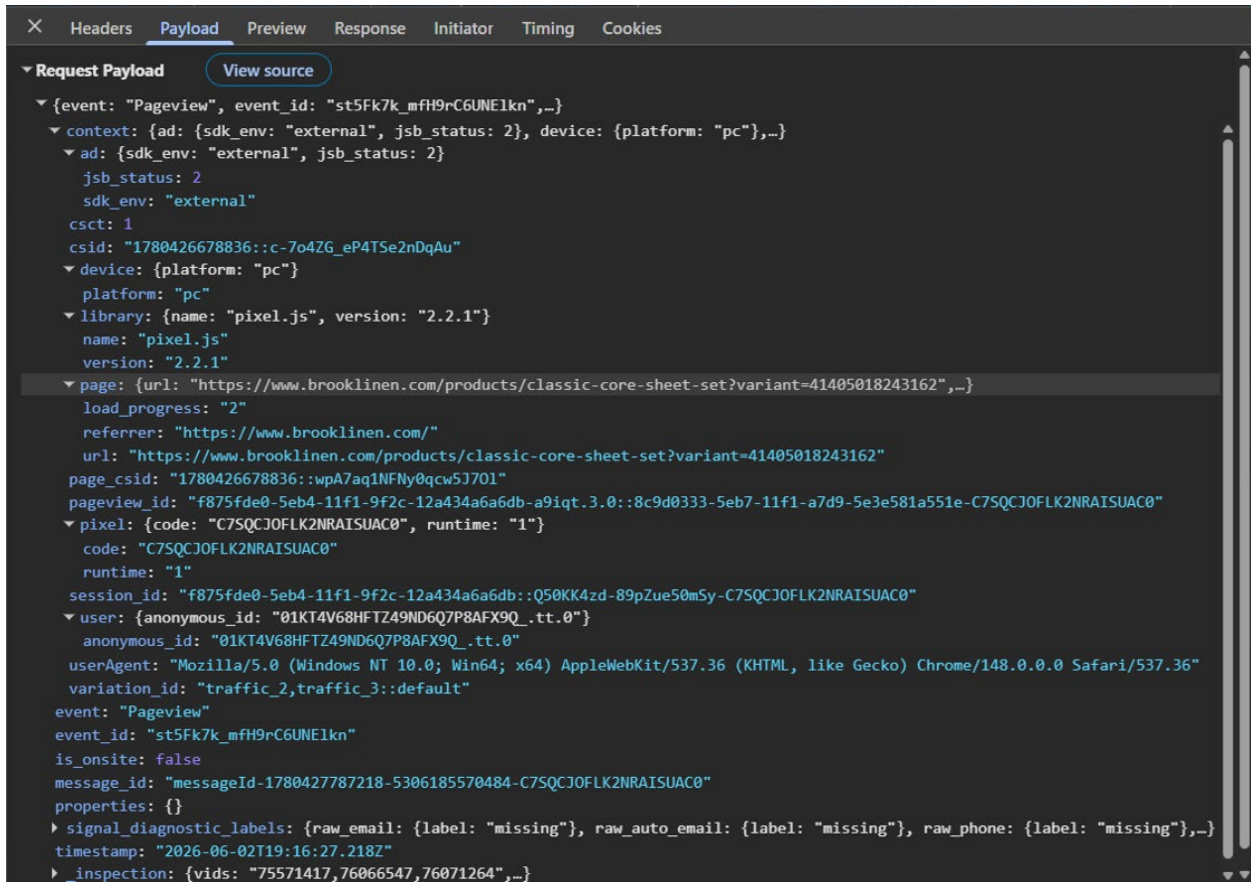 Headers Payload Preview Response Initiator Timing Cookies
Request Payload View source
{event: "Pageview", event_id: "st5Fk7k_mfH9rC6UNElkn",…}
context: {ad: {sdk_env: "external", jsb_status: 2}, device: {platform: "pc"},…}
ad: {sdk_env: "external", jsb_status: 2}
jsb_status: 2
sdk_env: "external"
csct: 1
csid: "1780426678836::c-7o4ZG_eP4TSe2nDqAu"
device: {platform: "pc"}
platform: "pc"
library: {name: "pixel.js", version: "2.2.1"}
name: "pixel.js"
version: "2.2.1"
page: {url: "https://www.brooklinen.com/products/classic-core-sheet-set?variant=41405018243162",…}
load_progress: "2"
referrer: "https://www.brooklinen.com/"
url: "https://www.brooklinen.com/products/classic-core-sheet-set?variant=41405018243162"
page_csid: "1780426678836::wpA7aq1NFNy0qcw5J7Ol"
pageview_id: "f875fde0-5eb4-11f1-9f2c-12a434a6a6db-a9iqt.3.0::8c9d0333-5eb7-11f1-a7d9-5e3e581a551e-C7SQCJOFLK2NRAISUAC0"
pixel: {code: "C7SQCJOFLK2NRAISUAC0", runtime: "1"}
code: "C7SQCJOFLK2NRAISUAC0"
runtime: "1"
session_id: "f875fde0-5eb4-11f1-9f2c-12a434a6a6db::Q50KK4zd-89pZue50mSy-C7SQCJOFLK2NRAISUAC0"
user: {anonymous_id: "01KT4V68HFTZ49ND6Q7P8AFX9Q_.tt.0"}
anonymous_id: "01KT4V68HFTZ49ND6Q7P8AFX9Q_.tt.0"
userAgent: "Mozilla/5.0 (Windows NT 10.0; Win64; x64) AppleWebKit/537.36 (KHTML, like Gecko) Chrome/148.0.0.0 Safari/537.36"
variation_id: "traffic_2,traffic_3::default"
event: "Pageview"
event_id: "st5Fk7k_mfH9rC6UNElkn"
is_onsite: false
message_id: "messageId-1780427787218-5306185570484-C7SQCJOFLK2NRAISUAC0"
properties: {}
signal_diagnostic_labels: {raw_email: {label: "missing"}, raw_auto_email: {label: "missing"}, raw_phone: {label: "missing"},…}
timestamp: "2026-06-02T19:16:27.218Z"
_inspection: {vids: "75571417,76066547,76071264",…}